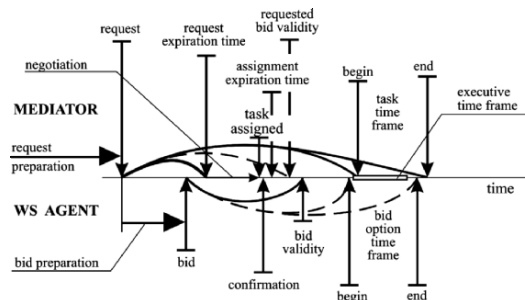 requested
bid validity
request
request
expiration time
negotiation
assignment
expiration time
begin
end
executive
time frame
task
time
frame
MEDIATOR
task
assigned
request
preparation
time
WS AGENT
bid preparation
bid
bid
validity
bid
option
time
frame
confirmation
begin
end